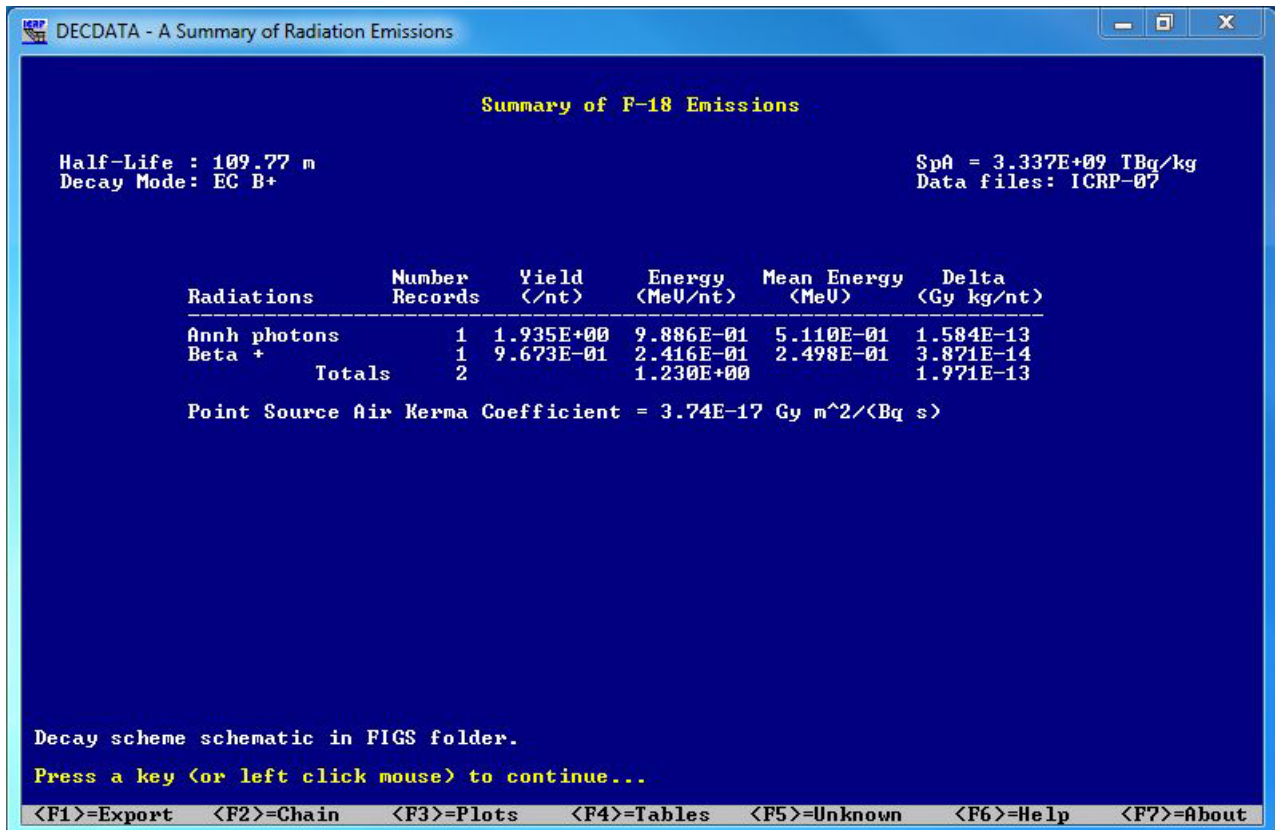 DECDATA - A Summary of Radiation Emissions
Summary of F-18 Emissions
Half-Life : 109.77 m SpA = 3.337E+09 TBq/kg
Decay Mode: EC B+ Data files: ICRP-07
Number Yield Energy Mean Energy Delta
Radiations Records (/nt) (MeV/nt) (MeV) (Gy kg/nt)
Annh photons 1 1.935E+00 9.886E-01 5.110E-01 1.584E-13
Beta + 1 9.673E-01 2.416E-01 2.498E-01 3.871E-14
Totals 2 1.230E+00 1.971E-13
Point Source Air Kerma Coefficient = 3.74E-17 Gy m^2/(Bq s)
Decay scheme schematic in FIGS folder.
Press a key (or left click mouse) to continue...
<F1>=Export <F2>=Chain <F3>=Plots <F4>=Tables <F5>=Unknown <F6>=Help <F7>=About